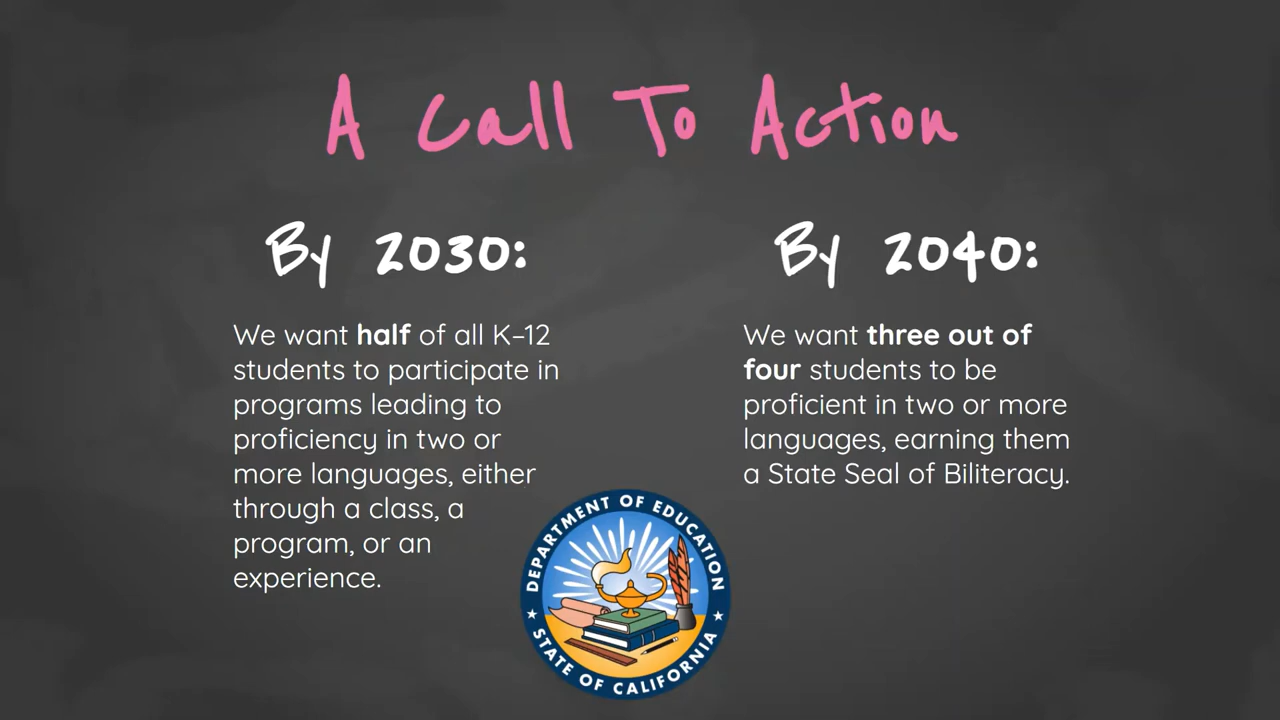 A Call To Action
By 2030:
We want half of all K–12
students to participate in
programs leading to
proficiency in two or
more languages, either
through a class, a
program, or an
experience.
By 2040:
We want three out of
four students to be
proficient in two or more
languages, earning them
a State Seal of Biliteracy.
DEPARTMENT OF EDUCATION
STATE OF CALIFORNIA